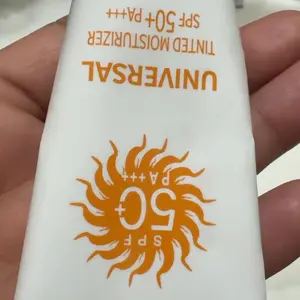 SPF
50+
PA+++
UNIVERSAL
TINTED MOISTURIZER
SPF 50+ PA+++